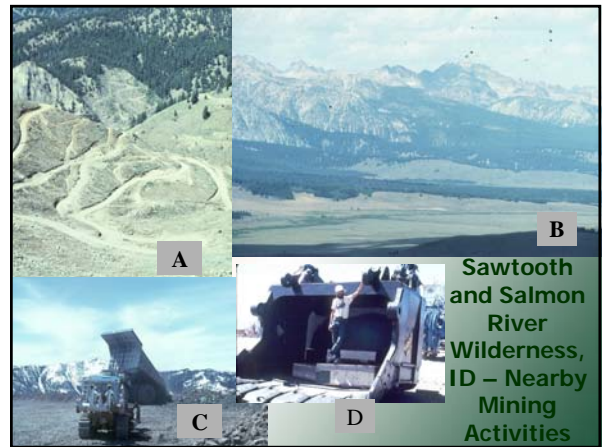 A
B
C
D
Sawtooth
and Salmon
River
Wilderness,
ID – Nearby
Mining
Activities